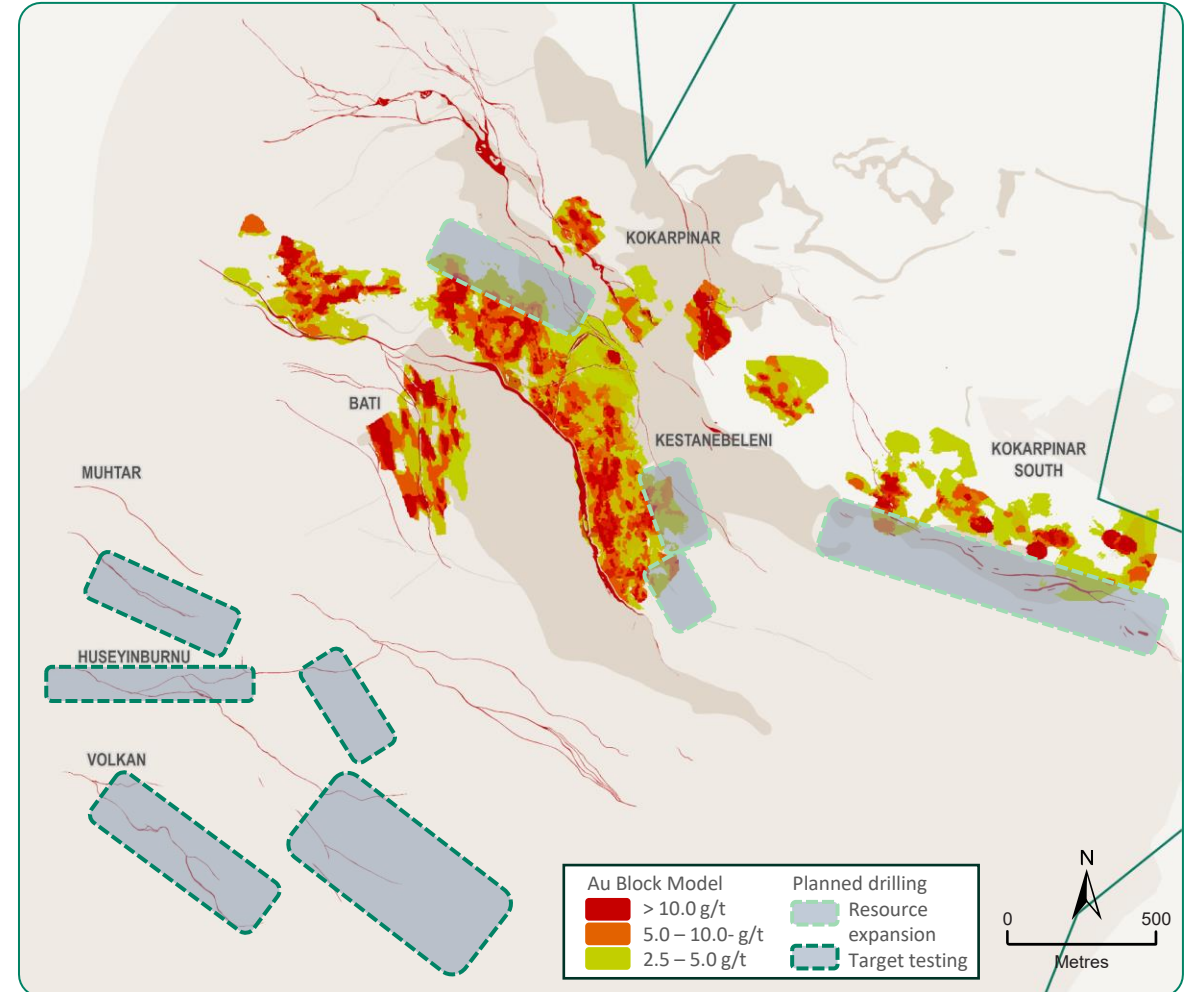 KOKARPINAR
BATI
KESTANEBELENI
KOKARPINAR
SOUTH
MUHTAR
HUSEYINBURNU
VOLKAN
Au Block Model
> 10.0 g/t
5.0 – 10.0- g/t
2.5 – 5.0 g/t
Planned drilling
Resource
expansion
Target testing
N
0 500
Metres